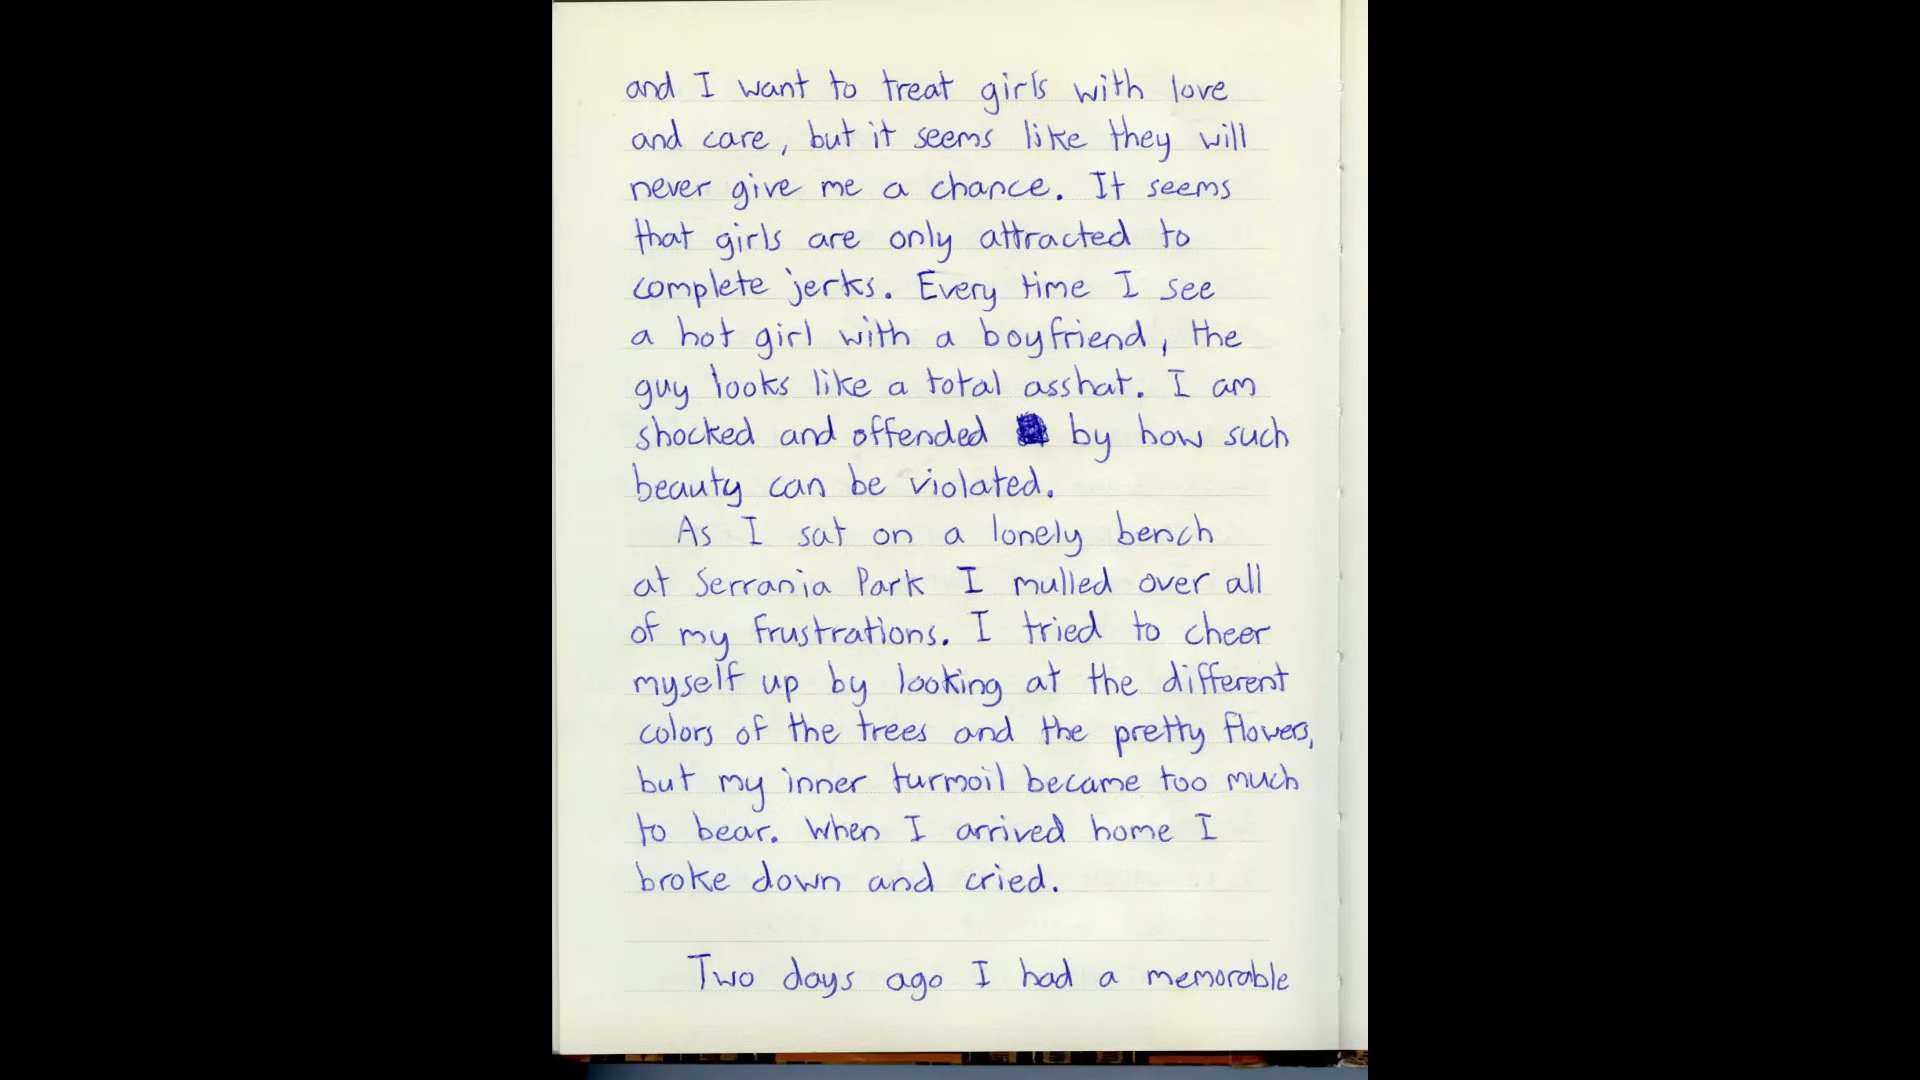 and I want to treat girls with love
and care, but it seems like they will
never give me a chance. It seems
that girls are only attracted to
complete jerks. Every time I see
a hot girl with a boyfriend, the
guy looks like a total asshat. I am
shocked and offended by how such
beauty can be violated.
As I sat on a lonely bench
at Serrania Park I mulled over all
of my frustrations. I tried to cheer
myself up by looking at the different
colors of the trees and the pretty flowers,
but my inner turmoil became too much
to bear. When I arrived home I
broke down and cried.
Two days ago I had a memorable